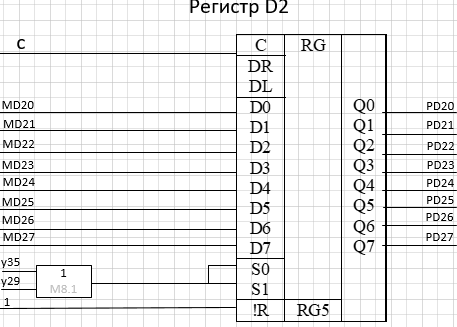 Регистр D2
C
C RG
DR
DL
MD20 D0 Q0 PD20
MD21 D1 Q1 PD21
MD22 D2 Q2 PD22
MD23 D3 Q3 PD23
MD24 D4 Q4 PD24
MD25 D5 Q5 PD25
MD26 D6 Q6 PD26
MD27 D7 Q7 PD27
y35 1 S0
y29 M8.1 S1
1 !R RG5